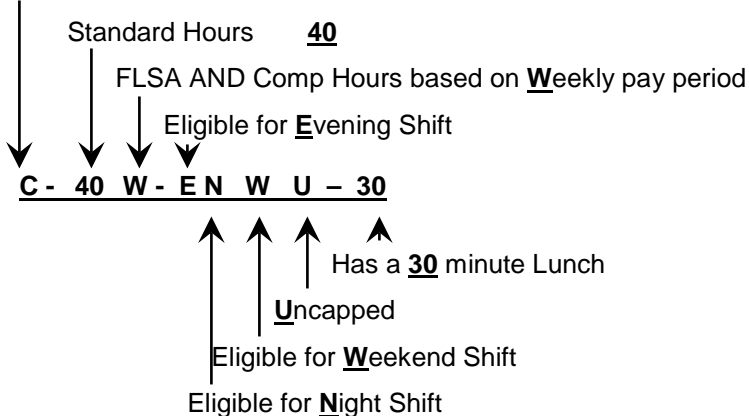 Standard Hours 40
FLSA AND Comp Hours based on Weekly pay period
Eligible for Evening Shift
C - 40 W - E N W U – 30
Has a 30 minute Lunch
Uncapped
Eligible for Weekend Shift
Eligible for Night Shift